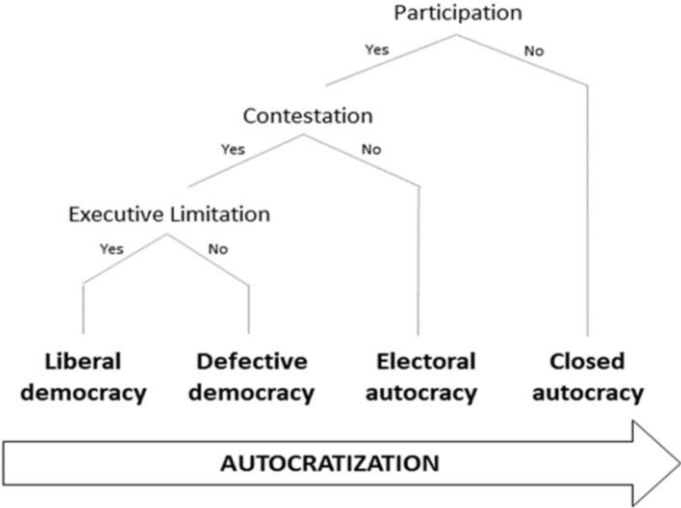 Participation
Yes
No
Contestation
Yes
No
Executive Limitation
Yes
No
Liberal
democracy
Defective
democracy
Electoral
autocracy
Closed
autocracy
AUTOCRATIZATION